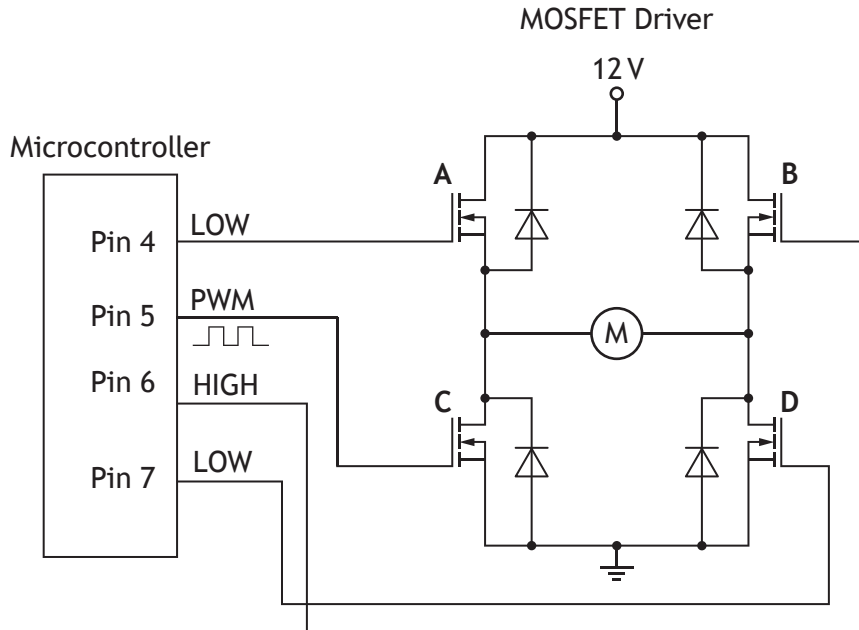 MOSFET Driver
12 V
Microcontroller
A
B
Pin 4
LOW
Pin 5
PWM
M
Pin 6
HIGH
C
D
Pin 7
LOW